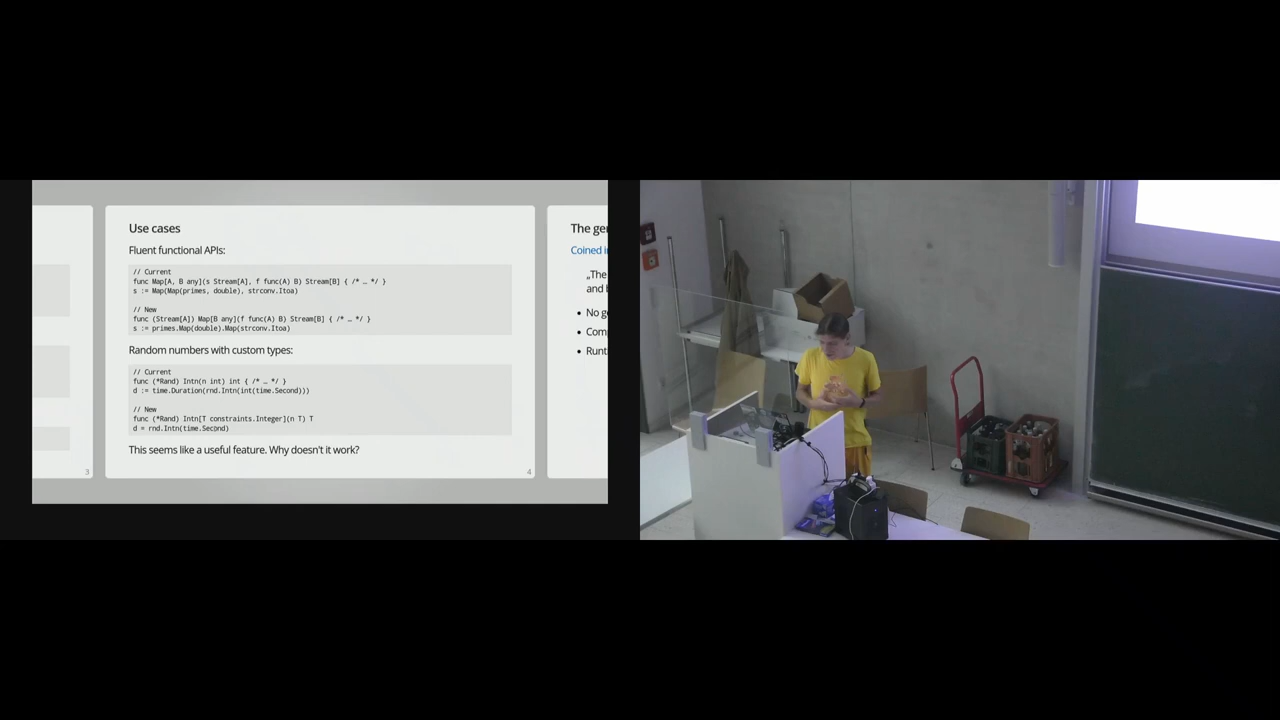 Use cases
Fluent functional APIs:
// Current
func Map[A, B any](s Stream[A], f func(A) B) Stream[B] { /* … */ }
s := Map(Map(primes, double), strconv.Itoa)
// New
func (Stream[A]) Map[B any](f func(A) B) Stream[B] { /* … */ }
s := primes.Map(double).Map(strconv.Itoa)
Random numbers with custom types:
// Current
func (*Rand) Intn(n int) int { /* … */ }
d := time.Duration(rnd.Intn(int(time.Second)))
// New
func (*Rand) Intn[T constraints.Integer](n T) T
d = rnd.Intn(time.Second)
This seems like a useful feature. Why doesn't it work?
3
4
The
Coined
„The
and
• No
•
•